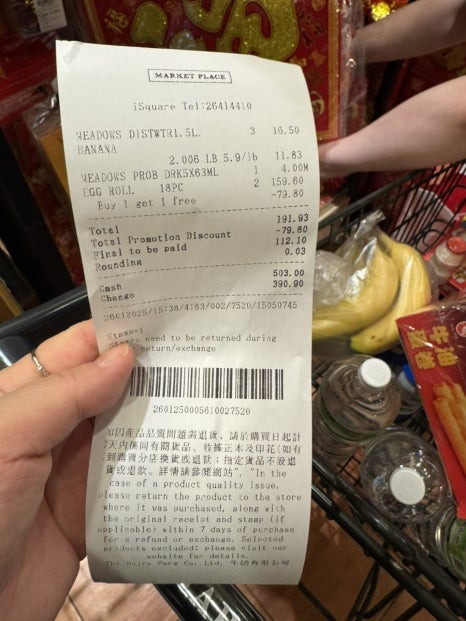 MARKET PLACE
iSquare Tel:26414410
MEADOWS DISTWTR1.5L. 3 16.50
BANANA
2.006 LB 5.9/lb 11.83
MEADOWS PROB DRK5X63ML 1 4.00M
EGG ROLL 18PC 2 159.60
Buy 1 get 1 free -79.80
Total 191.93
Total Promotion Discount -79.80
Final to be paid 112.10
Rounding 0.03
Cash 503.00
Change 390.90
26012025/15:38/4163/002/7520/15050745
Stamp=1
need to be returned during
return/exchange
2601250005610027520
如因產品質問題需退貨, 請於購買日起計
7天內攜同有關貨品、收據正本及印花(如有
到購買分店換貨或退款；指定貨品不設退
貨或退款。詳情請參閱網站", "In the
case of a product quality issue,
please return the product to the store
where it was purchased, along with
the original receipt and stamp (if
applicable) within 7 days of purchase
for a refund or exchange. Selected
products excluded; please visit our
website for details.
The Dairy Farm Co. Ltd. 牛奶有限公司